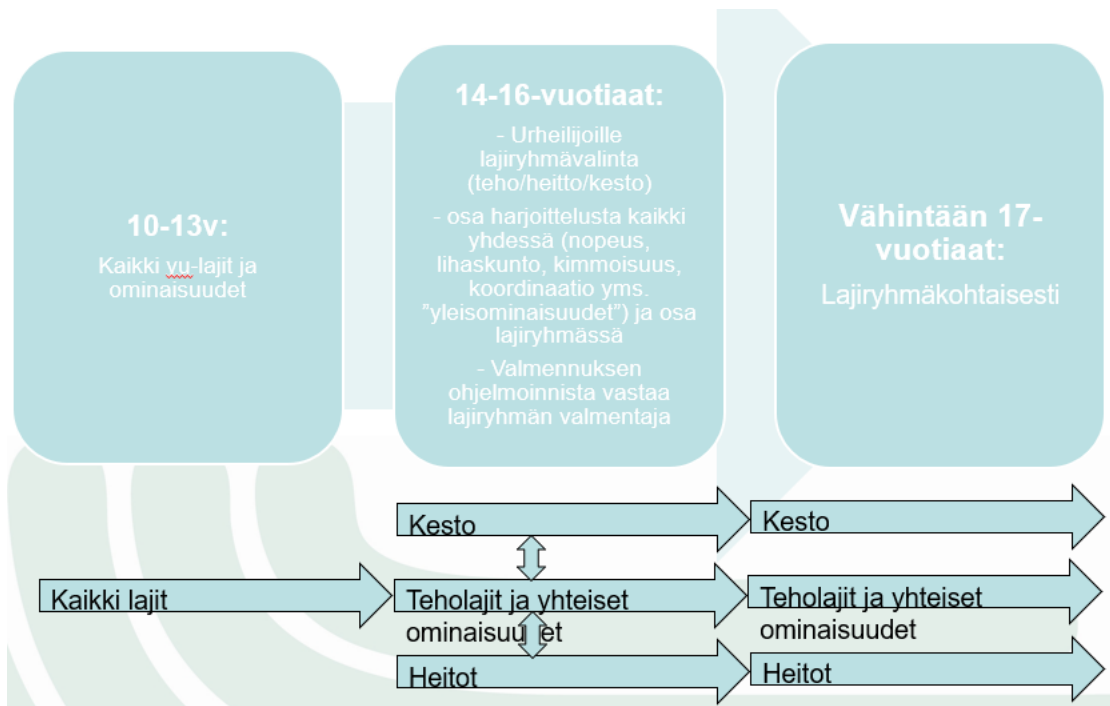 10-13v:
Kaikki yu-lajit ja
ominaisuudet
14-16-vuotiaat:
- Urheilijoille
lajiryhmävalinta
(teho/heitto/kesto)
- osa harjoittelusta kaikki
yhdessä (nopeus,
lihaskunto, kimmoisuus,
koordinaatio yms.
”yleisominaisuudet”) ja osa
lajiryhmässä
- Valmennuksen
ohjelmoinnista vastaa
lajiryhmän valmentaja
Vähintään 17-
vuotiaat:
Lajiryhmäkohtaisesti
Kesto
Kesto
Kaikki lajit
Teholajit ja yhteiset
ominaisuudet
Teholajit ja yhteiset
ominaisuudet
Heitot
Heitot